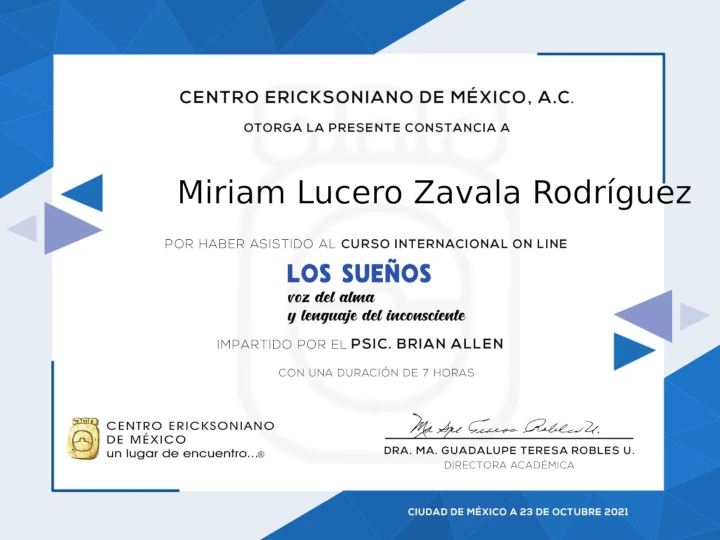 CENTRO ERICKSONIANO DE MÉXICO, A.C.
OTORGA LA PRESENTE CONSTANCIA A
Miriam Lucero Zavala Rodríguez
POR HABER ASISTIDO AL CURSO INTERNACIONAL ON LINE
LOS SUEÑOS
voz del alma
y lenguaje del inconsciente
IMPARTIDO POR EL PSIC. BRIAN ALLEN
CON UNA DURACIÓN DE 7 HORAS
CENTRO ERICKSONIANO
DE MÉXICO
un lugar de encuentro...®
Ma Gpe Teresa Robles U.
DRA. MA. GUADALUPE TERESA ROBLES U.
DIRECTORA ACADÉMICA
CIUDAD DE MÉXICO A 23 DE OCTUBRE 2021